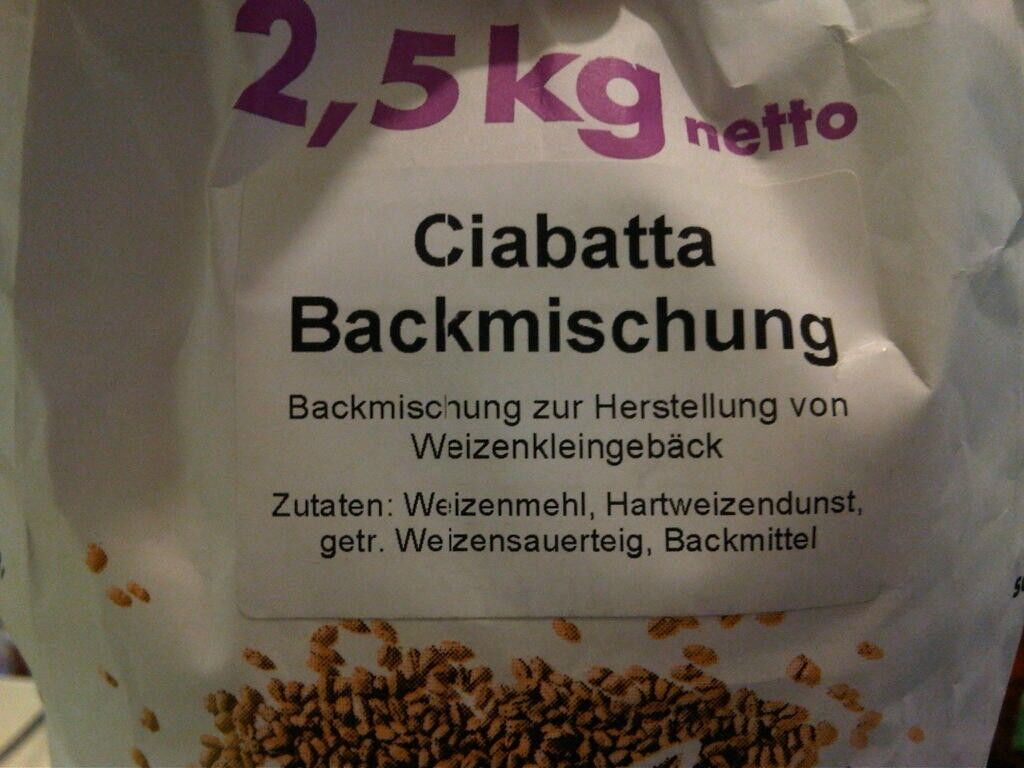 2,5kg netto
Ciabatta
Backmischung
Backmischung zur Herstellung von
Weizenkleingebäck
Zutaten: Weizenmehl, Hartweizendunst,
getr. Weizensauerteig, Backmittel